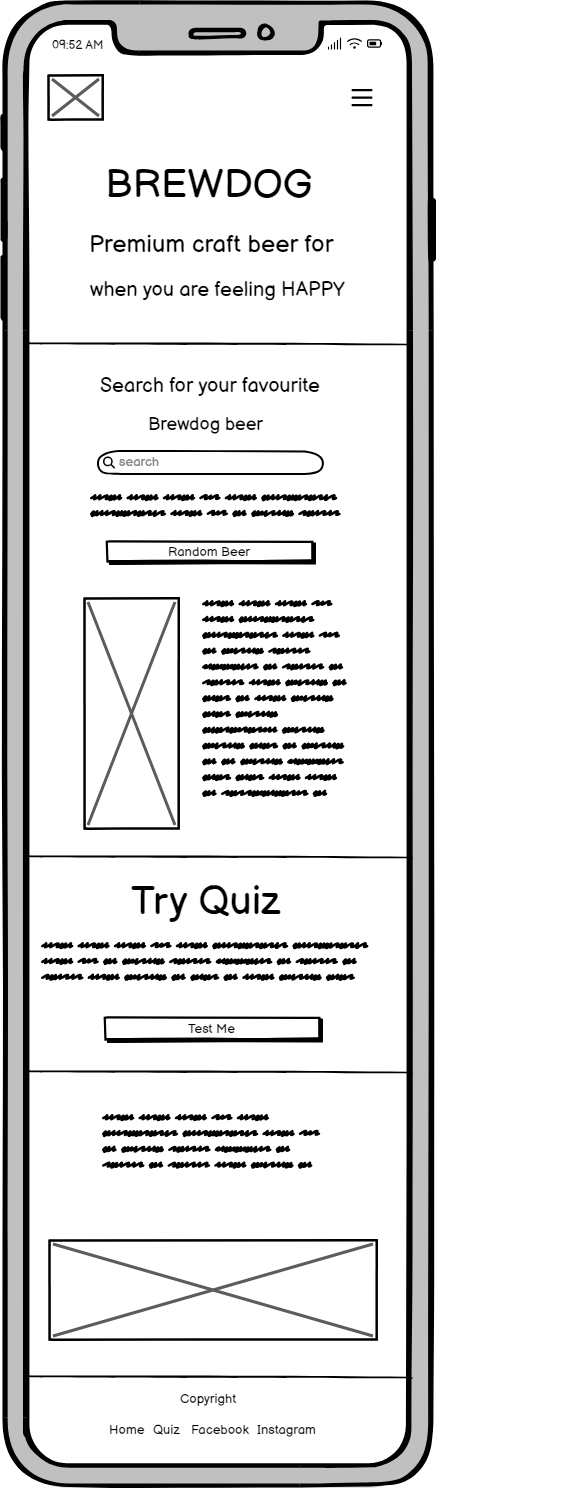 09:52 AM
BREWDOG
Premium craft beer for
when you are feeling HAPPY
Search for your favourite
Brewdog beer
search
Random Beer
Try Quiz
Test Me
Copyright
Home Quiz Facebook Instagram